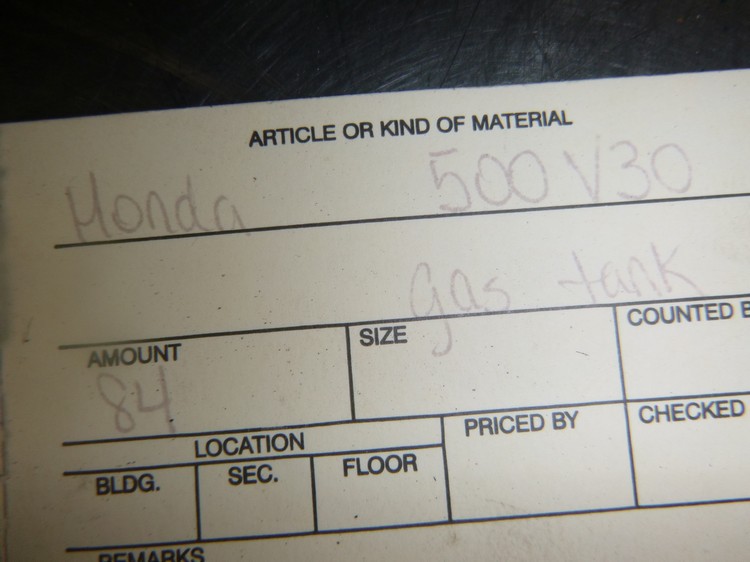 ARTICLE OR KIND OF MATERIAL
Honda 500 V30
gas tank
AMOUNT SIZE COUNTED
84
LOCATION PRICED BY CHECKED
BLDG. SEC. FLOOR
REMARKS